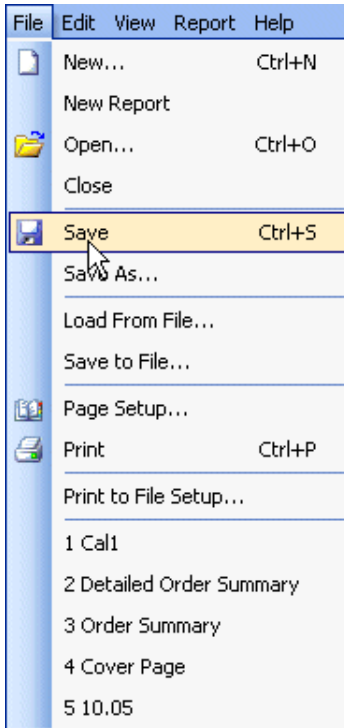 File Edit View Report Help
New... Ctrl+N
New Report
Open... Ctrl+O
Close
Save Ctrl+S
Save As...
Load From File...
Save to File...
Page Setup...
Print Ctrl+P
Print to File Setup...
1 Cal1
2 Detailed Order Summary
3 Order Summary
4 Cover Page
5 10.05